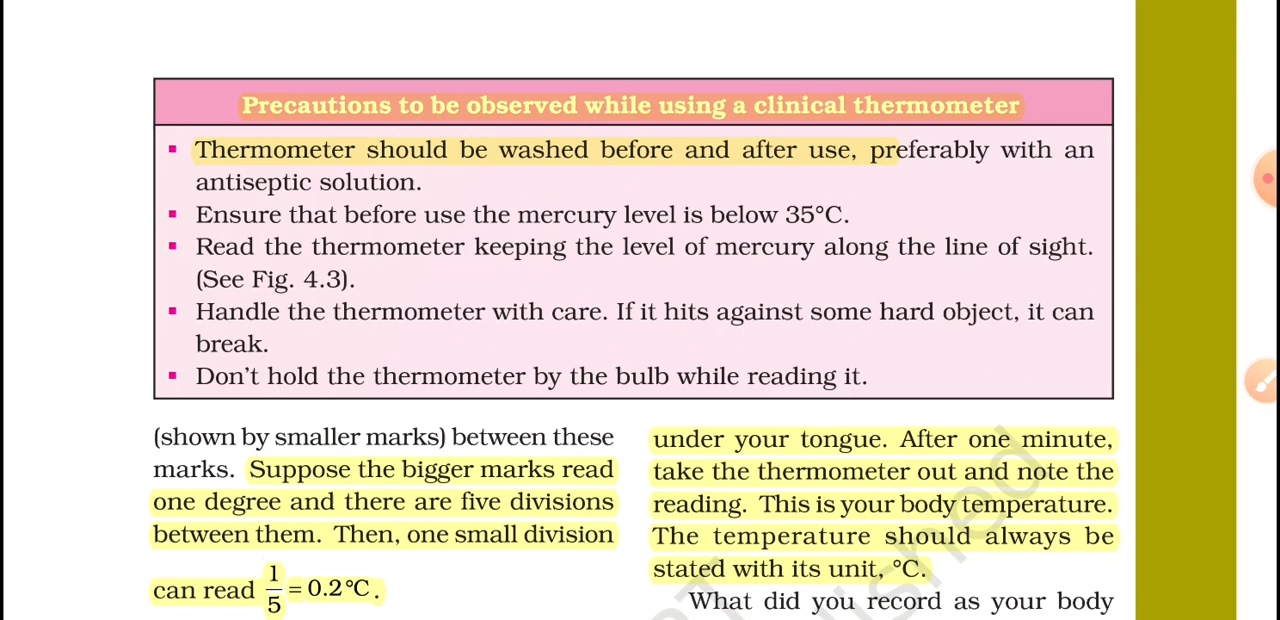 Precautions to be observed while using a clinical thermometer
▪ Thermometer should be washed before and after use, preferably with an
antiseptic solution.
▪ Ensure that before use the mercury level is below 35°C.
▪ Read the thermometer keeping the level of mercury along the line of sight.
(See Fig. 4.3).
▪ Handle the thermometer with care. If it hits against some hard object, it can
break.
▪ Don't hold the thermometer by the bulb while reading it.
(shown by smaller marks) between these
marks. Suppose the bigger marks read
one degree and there are five divisions
between them. Then, one small division
can read 1/5 = 0.2°C.
under your tongue. After one minute,
take the thermometer out and note the
reading. This is your body temperature.
The temperature should always be
stated with its unit, °C.
What did you record as your body